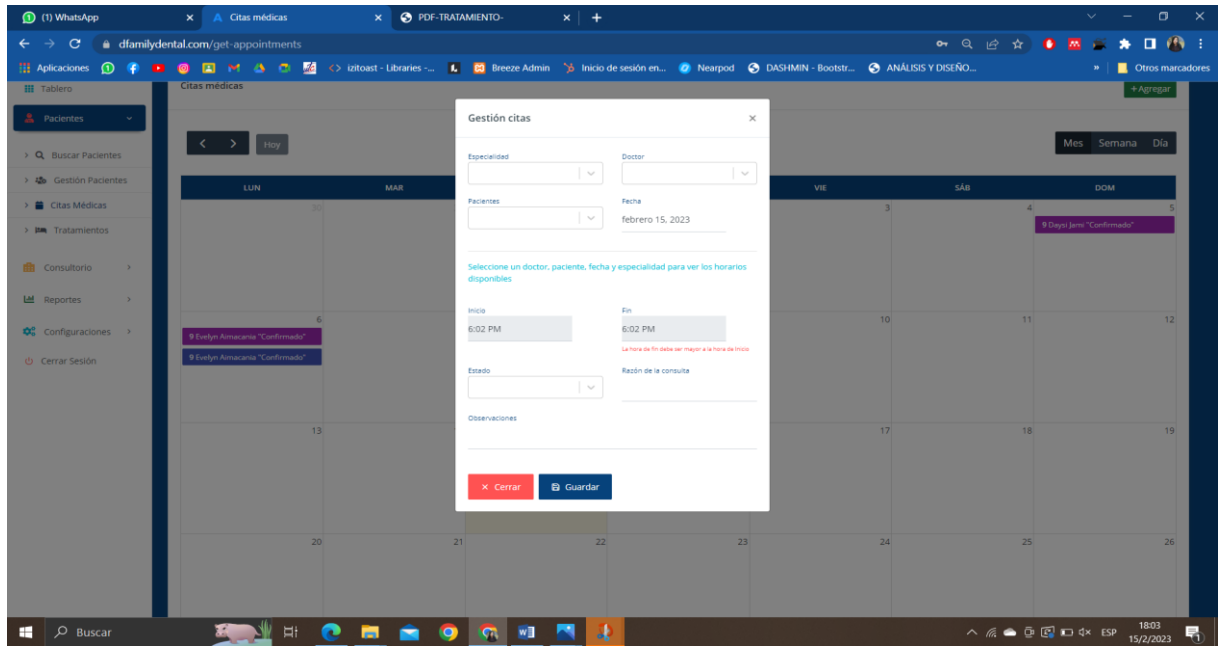 (1) WhatsApp
Citas médicas
PDF-TRATAMIENTO-
dfamilydental.com/get-appointments
Aplicaciones
<> izitoast - Libraries -...
Breeze Admin
Inicio de sesión en...
Nearpod
DASHMIN - Bootstr...
ANÁLISIS Y DISEÑO...
»
Otros marcadores
Tablero
Citas médicas
+Agregar
Pacientes
Buscar Pacientes
Gestión Pacientes
Citas Médicas
Tratamientos
Consultorio
Reportes
Configuraciones
Cerrar Sesión
Hoy
Mes Semana Día
LUN MAR VIE SÁB DOM
30 3 4 5
9 Daysi Jami "Confirmado"
6 10 11 12
9 Evelyn Aimacania "Confirmado"
9 Evelyn Aimacania "Confirmado"
13 17 18 19
20 21 22 23 24 25 26
Gestión citas
Especialidad Doctor
Pacientes Fecha
febrero 15, 2023
Seleccione un doctor, paciente, fecha y especialidad para ver los horarios
disponibles
Inicio Fin
6:02 PM 6:02 PM
La hora de fin debe ser mayor a la hora de inicio
Estado Razón de la consulta
Observaciones
× Cerrar Guardar
Buscar
ESP
18:03
15/2/2023